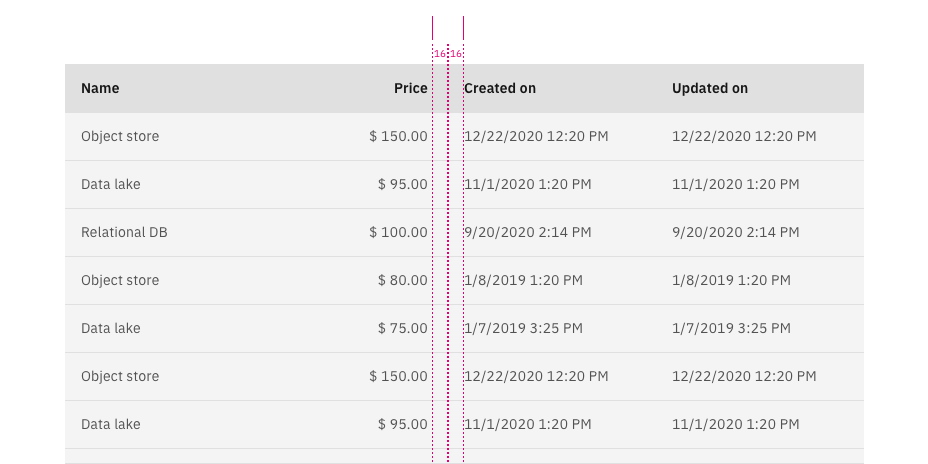 16 16
Name Price Created on Updated on
Object store $ 150.00 12/22/2020 12:20 PM 12/22/2020 12:20 PM
Data lake $ 95.00 11/1/2020 1:20 PM 11/1/2020 1:20 PM
Relational DB $ 100.00 9/20/2020 2:14 PM 9/20/2020 2:14 PM
Object store $ 80.00 1/8/2019 1:20 PM 1/8/2019 1:20 PM
Data lake $ 75.00 1/7/2019 3:25 PM 1/7/2019 3:25 PM
Object store $ 150.00 12/22/2020 12:20 PM 12/22/2020 12:20 PM
Data lake $ 95.00 11/1/2020 1:20 PM 11/1/2020 1:20 PM